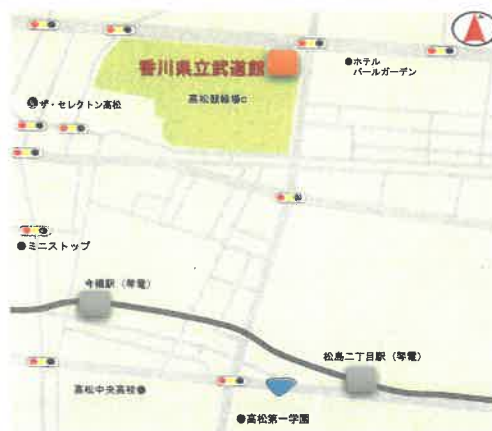 香川県立武道館
●ホテル
パールガーデン
高松競輪場
ザ・セレクトン高松
●ミニストップ
今橋駅（琴電）
松島二丁目駅（琴電）
高松中央高校●
●高松第一学園